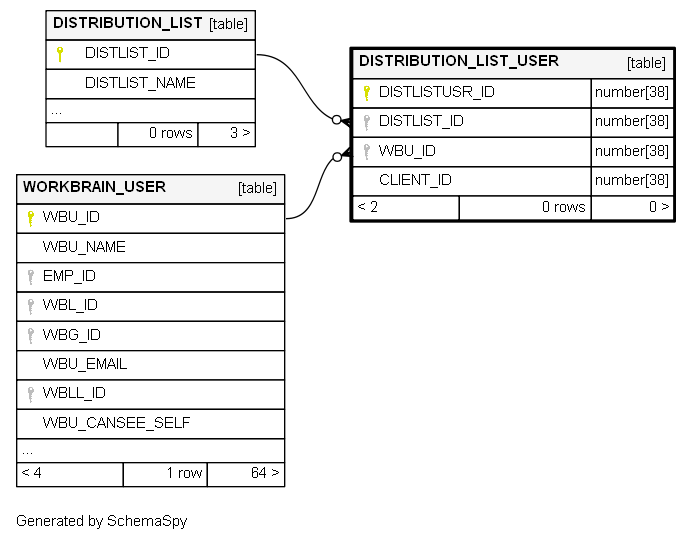 DISTRIBUTION_LIST [table]
DISTLIST_ID
DISTLIST_NAME
...
0 rows 3 >
DISTRIBUTION_LIST_USER [table]
DISTLISTUSR_ID number[38]
DISTLIST_ID number[38]
WBU_ID number[38]
CLIENT_ID number[38]
< 2 0 rows 0 >
WORKBRAIN_USER [table]
WBU_ID
WBU_NAME
EMP_ID
WBL_ID
WBG_ID
WBU_EMAIL
WBLL_ID
WBU_CANSEE_SELF
...
< 4 1 row 64 >
Generated by SchemaSpy